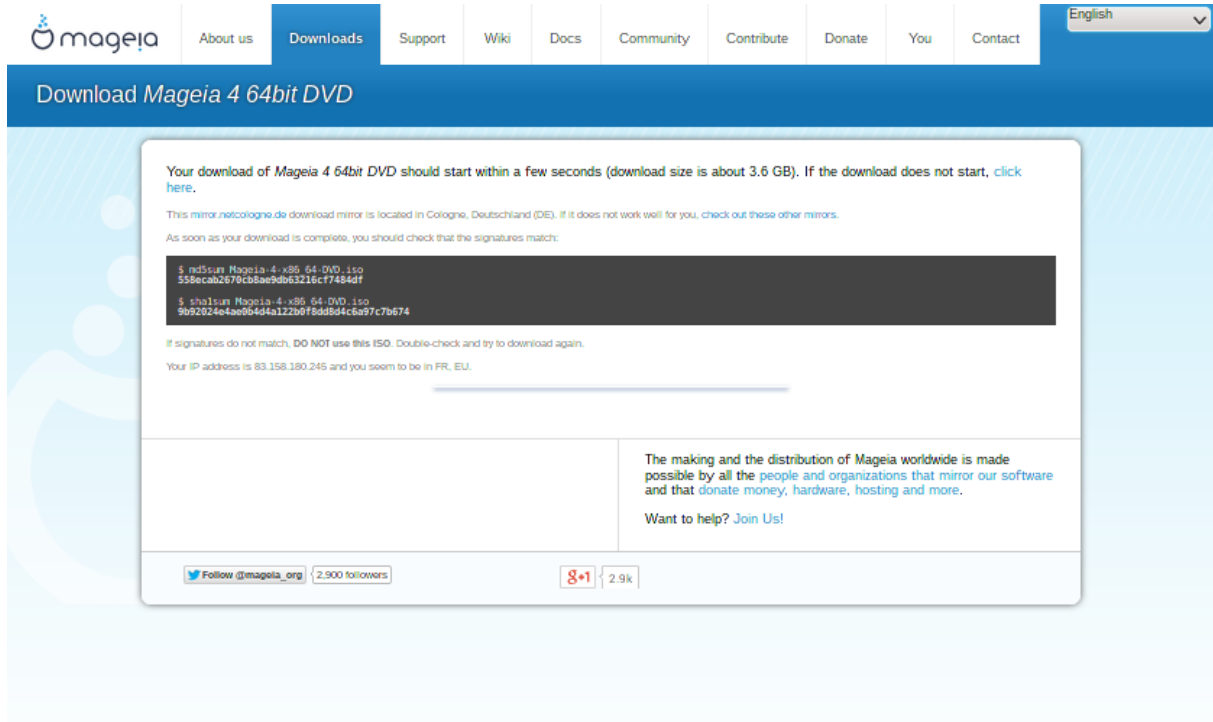 mageia
About us
Downloads
Support
Wiki
Docs
Community
Contribute
Donate
You
Contact
English
Download Mageia 4 64bit DVD
Your download of Mageia 4 64bit DVD should start within a few seconds (download size is about 3.6 GB). If the download does not start, click
here.
This mirror.netcologne.de download mirror is located in Cologne, Deutschland (DE). If it does not work well for you, check out these other mirrors.
As soon as your download is complete, you should check that the signatures match:
$ md5sum Mageia-4-x86_64-DVD.iso
558ecab2670cb8ae9db63216cf7484df
$ sha1sum Mageia-4-x86_64-DVD.iso
9b92024e4ae0b4d4a122b0f8dd8d4c6a97c7b674
If signatures do not match, DO NOT use this ISO. Double-check and try to download again.
Your IP address is 83.158.180.245 and you seem to be in FR, EU.
The making and the distribution of Mageia worldwide is made
possible by all the people and organizations that mirror our software
and that donate money, hardware, hosting and more.
Want to help? Join Us!
Follow @mageia_org
2,900 followers
g+1
2.9k